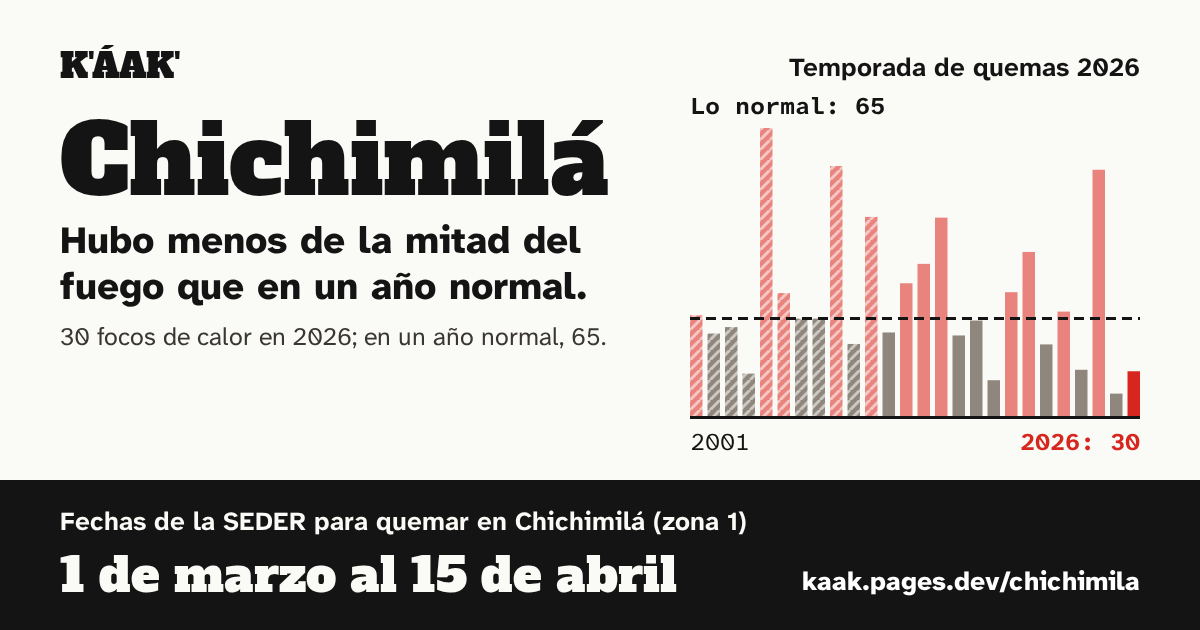 K'ÁAK'
Chichimilá
Hubo menos de la mitad del
fuego que en un año normal.
30 focos de calor en 2026; en un año normal, 65.
Temporada de quemas 2026
Lo normal: 65
2001
2026: 30
Fechas de la SEDER para quemar en Chichimilá (zona 1)
1 de marzo al 15 de abril
kaak.pages.dev/chichimila